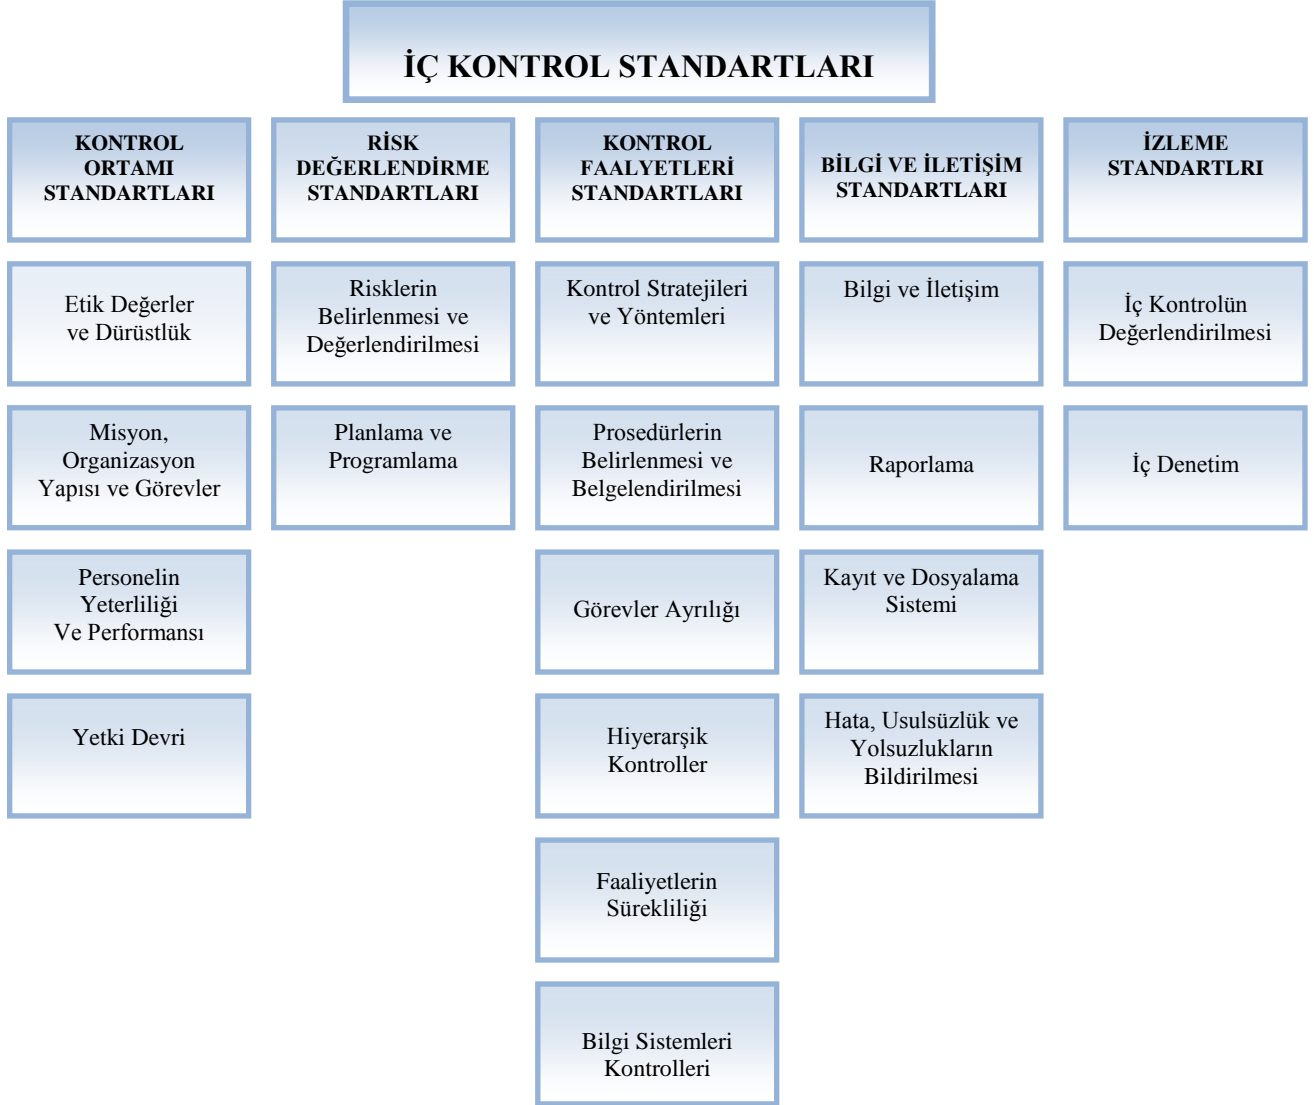 İÇ KONTROL STANDARTLARI
KONTROL
ORTAMI
STANDARTLARI
RİSK
DEĞERLENDİRME
STANDARTLARI
KONTROL
FAALYETLERİ
STANDARTLARI
BİLGİ VE İLETİŞİM
STANDARTLARI
İZLEME
STANDARTLRI
Etik Değerler
ve Dürüstlük
Risklerin
Belirlenmesi ve
Değerlendirilmesi
Kontrol Stratejileri
ve Yöntemleri
Bilgi ve İletişim
İç Kontrolün
Değerlendirilmesi
Misyon,
Organizasyon
Yapısı ve Görevler
Planlama ve
Programlama
Prosedürlerin
Belirlenmesi ve
Belgelendirilmesi
Raporlama
İç Denetim
Personelin
Yeterliliği
Ve Performansı
Görevler Ayrılığı
Kayıt ve Dosyalama
Sistemi
Yetki Devri
Hiyerarşik
Kontroller
Hata, Usulsüzlük ve
Yolsuzlukların
Bildirilmesi
Faaliyetlerin
Sürekliliği
Bilgi Sistemleri
Kontrolleri